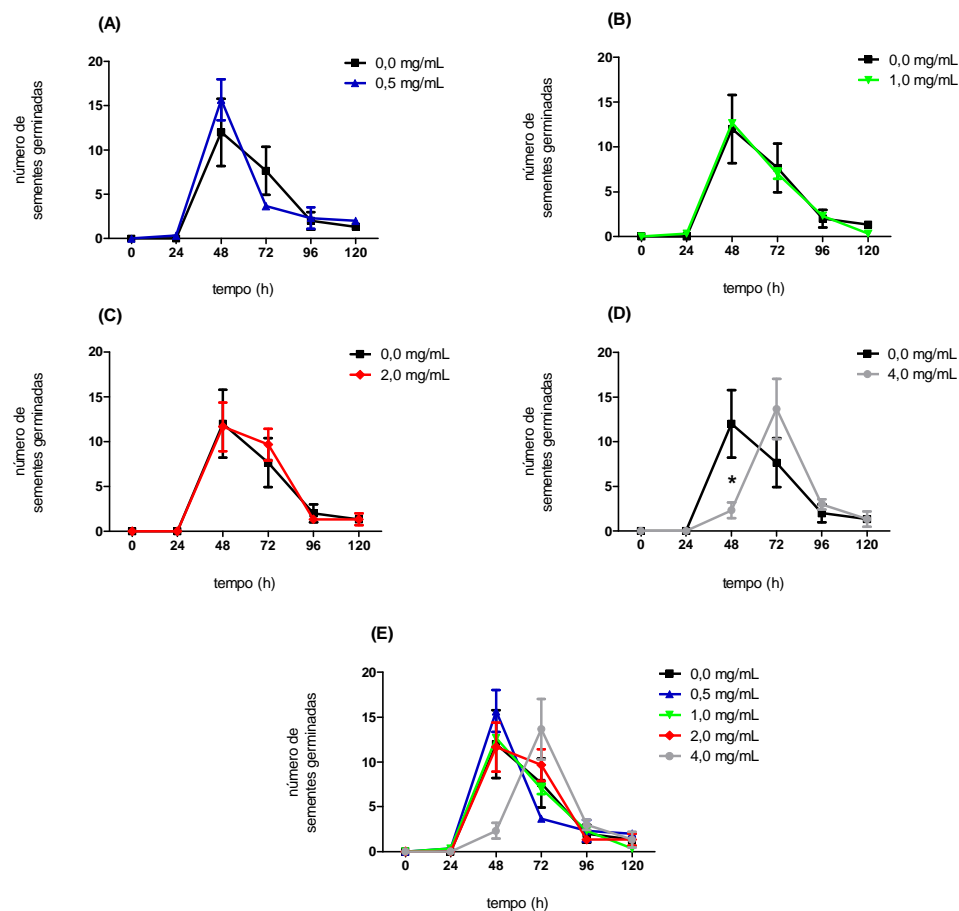 (A)
0,0 mg/mL
0,5 mg/mL
número de
sementes germinadas
20
15
10
5
0
0 24 48 72 96 120
tempo (h)
(B)
0,0 mg/mL
1,0 mg/mL
número de
sementes germinadas
20
15
10
5
0
0 24 48 72 96 120
tempo (h)
(C)
0,0 mg/mL
2,0 mg/mL
número de
sementes germinadas
20
15
10
5
0
0 24 48 72 96 120
tempo (h)
(D)
0,0 mg/mL
4,0 mg/mL
número de
sementes germinadas
20
15
10
5
0
*
0 24 48 72 96 120
tempo (h)
(E)
0,0 mg/mL
0,5 mg/mL
1,0 mg/mL
2,0 mg/mL
4,0 mg/mL
número de
sementes germinadas
20
15
10
5
0
0 24 48 72 96 120
tempo (h)